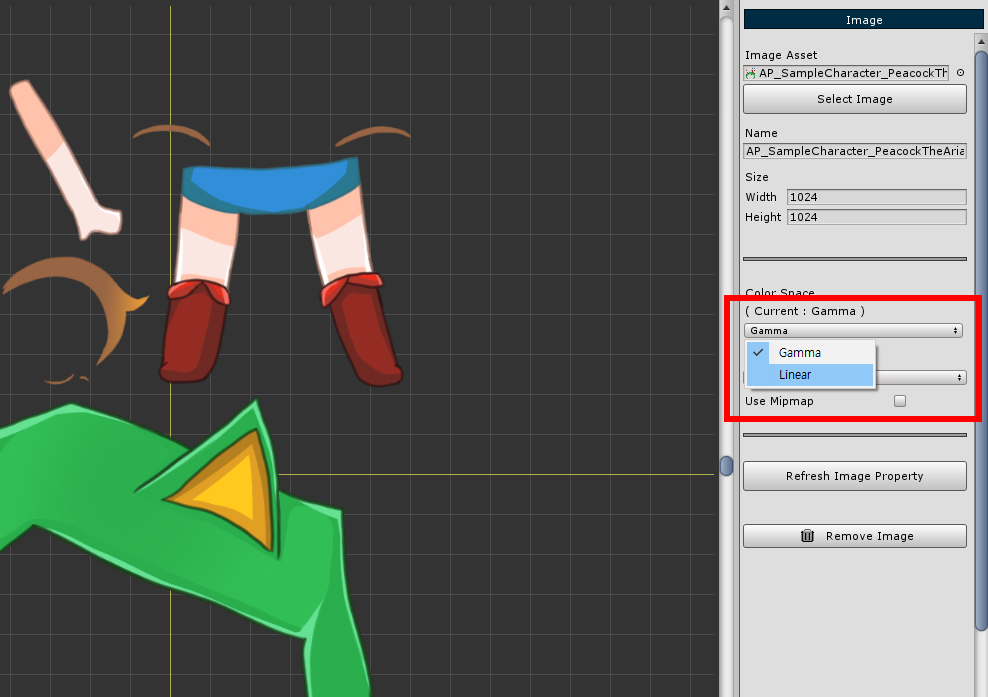 Image
Image Asset
AP_SampleCharacter_PeacockTh
Select Image
Name
AP_SampleCharacter_PeacockTheAria
Size
Width 1024
Height 1024
Color Space
( Current : Gamma )
Gamma
Gamma
Linear
Use Mipmap
Refresh Image Property
Remove Image